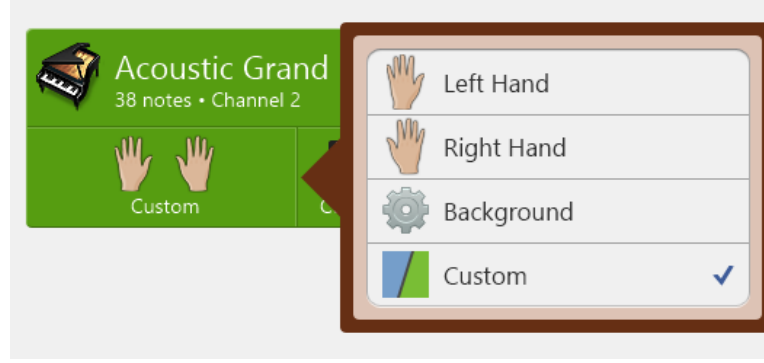 Acoustic Grand
38 notes • Channel 2
Custom
Left Hand
Right Hand
Background
Custom